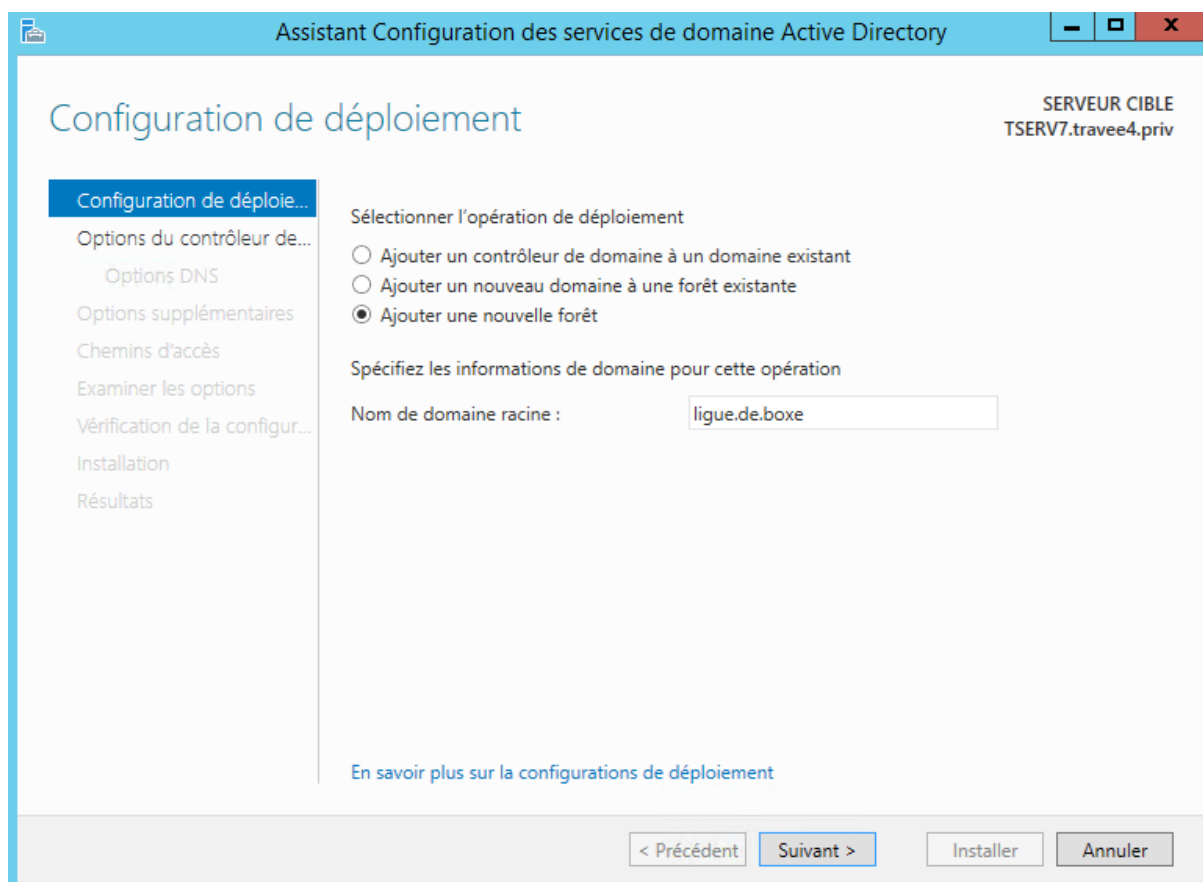 Assistant Configuration des services de domaine Active Directory
Configuration de déploiement
SERVEUR CIBLE
TSERV7.travee4.priv
Configuration de déploie...
Options du contrôleur de...
Options DNS
Options supplémentaires
Chemins d'accès
Examiner les options
Vérification de la configur...
Installation
Résultats
Sélectionner l'opération de déploiement
Ajouter un contrôleur de domaine à un domaine existant
Ajouter un nouveau domaine à une forêt existante
Ajouter une nouvelle forêt
Spécifiez les informations de domaine pour cette opération
Nom de domaine racine : ligue.de.boxe
En savoir plus sur la configurations de déploiement
< Précédent Suivant > Installer Annuler